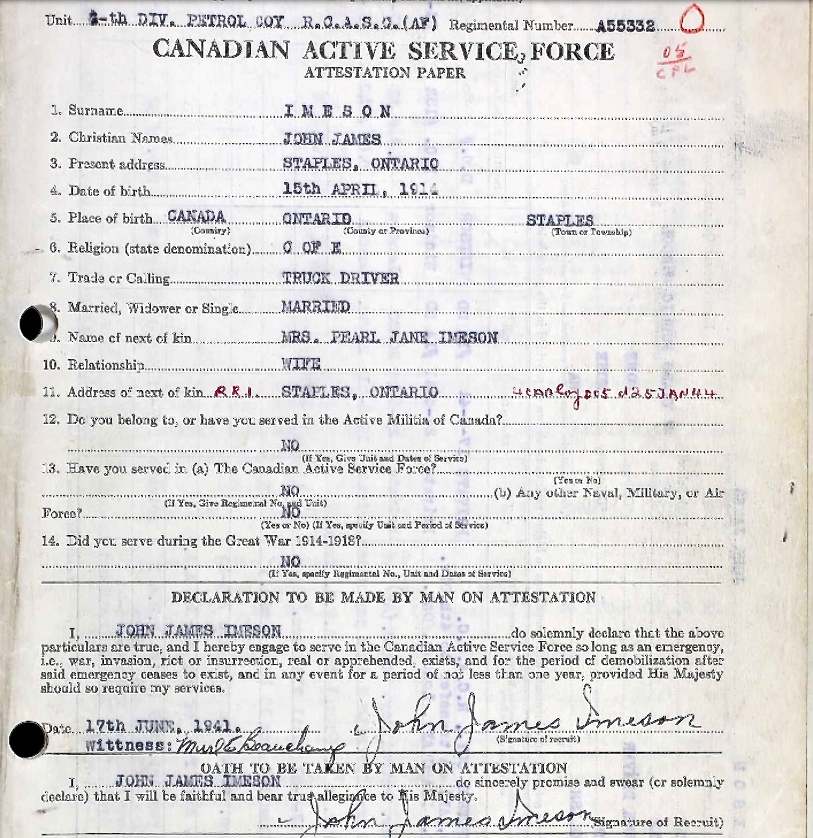 Unit -th DIV. PETROL COY R.C.A.S.C.(AF) Regimental Number A55332
CANADIAN ACTIVE SERVICE FORCE
05
CPL
ATTESTATION PAPER
1. Surname IMESON
2. Christian Names JOHN JAMES
3. Present address STAPLES, ONTARIO
4. Date of birth 15th APRIL, 1914
5. Place of birth CANADA ONTARIO STAPLES
(Country) (County or Province) (Town or Township)
6. Religion (state denomination) C OF E
7. Trade or Calling TRUCK DRIVER
8. Married, Widower or Single MARRIED
9. Name of next of kin MRS. PEARL JANE IMESON
10. Relationship WIFE
11. Address of next of kin R.R.1. STAPLES, ONTARIO d25JAN44
12. Do you belong to, or have you served in the Active Militia of Canada?
NO
(If Yes, Give Unit and Dates of Service)
13. Have you served in (a) The Canadian Active Service Force?
(Yes or No)
NO (b) Any other Naval, Military, or Air
(If Yes, Give Regimental No. and Unit)
Force? NO
(Yes or No) (If Yes, specify Unit and Period of Service)
14. Did you serve during the Great War 1914-1918?
NO
(If Yes, specify Regimental No., Unit and Dates of Service)
DECLARATION TO BE MADE BY MAN ON ATTESTATION
I, JOHN JAMES IMESON do solemnly declare that the above
particulars are true, and I hereby engage to serve in the Canadian Active Service Force so long as an emergency,
i.e., war, invasion, riot or insurrection, real or apprehended, exists, and for the period of demobilization after
said emergency ceases to exist, and in any event for a period of not less than one year, provided His Majesty
should so require my services.
Date 17th JUNE, 1941. John James Imeson
(Signature of recruit)
Wittness: Beauchamp
OATH TO BE TAKEN BY MAN ON ATTESTATION
I, JOHN JAMES IMESON do sincerely promise and swear (or solemnly
declare) that I will be faithful and bear true allegiance to His Majesty.
John James Imeson (Signature of Recruit)